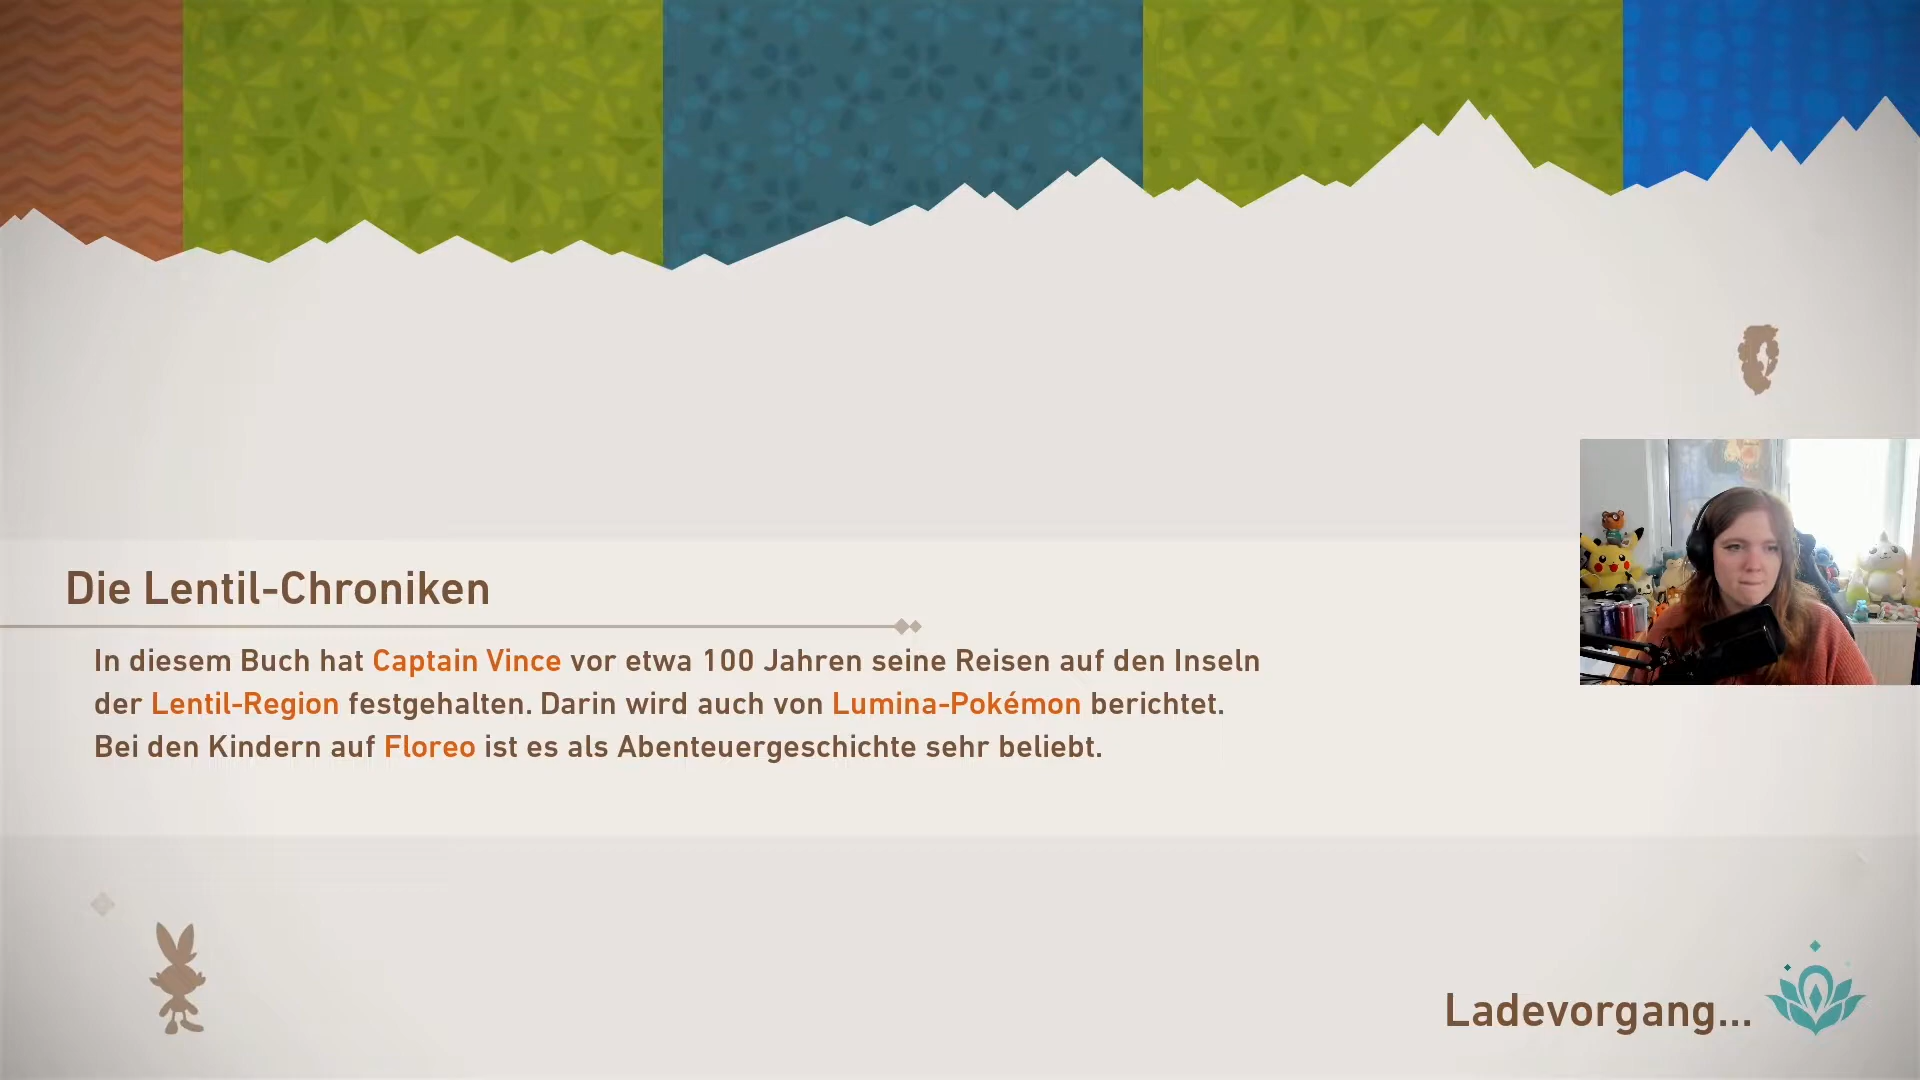 Die Lentil-Chroniken
In diesem Buch hat Captain Vince vor etwa 100 Jahren seine Reisen auf den Inseln
der Lentil-Region festgehalten. Darin wird auch von Lumina-Pokémon berichtet.
Bei den Kindern auf Floreo ist es als Abenteuergeschichte sehr beliebt.
Ladevorgang...